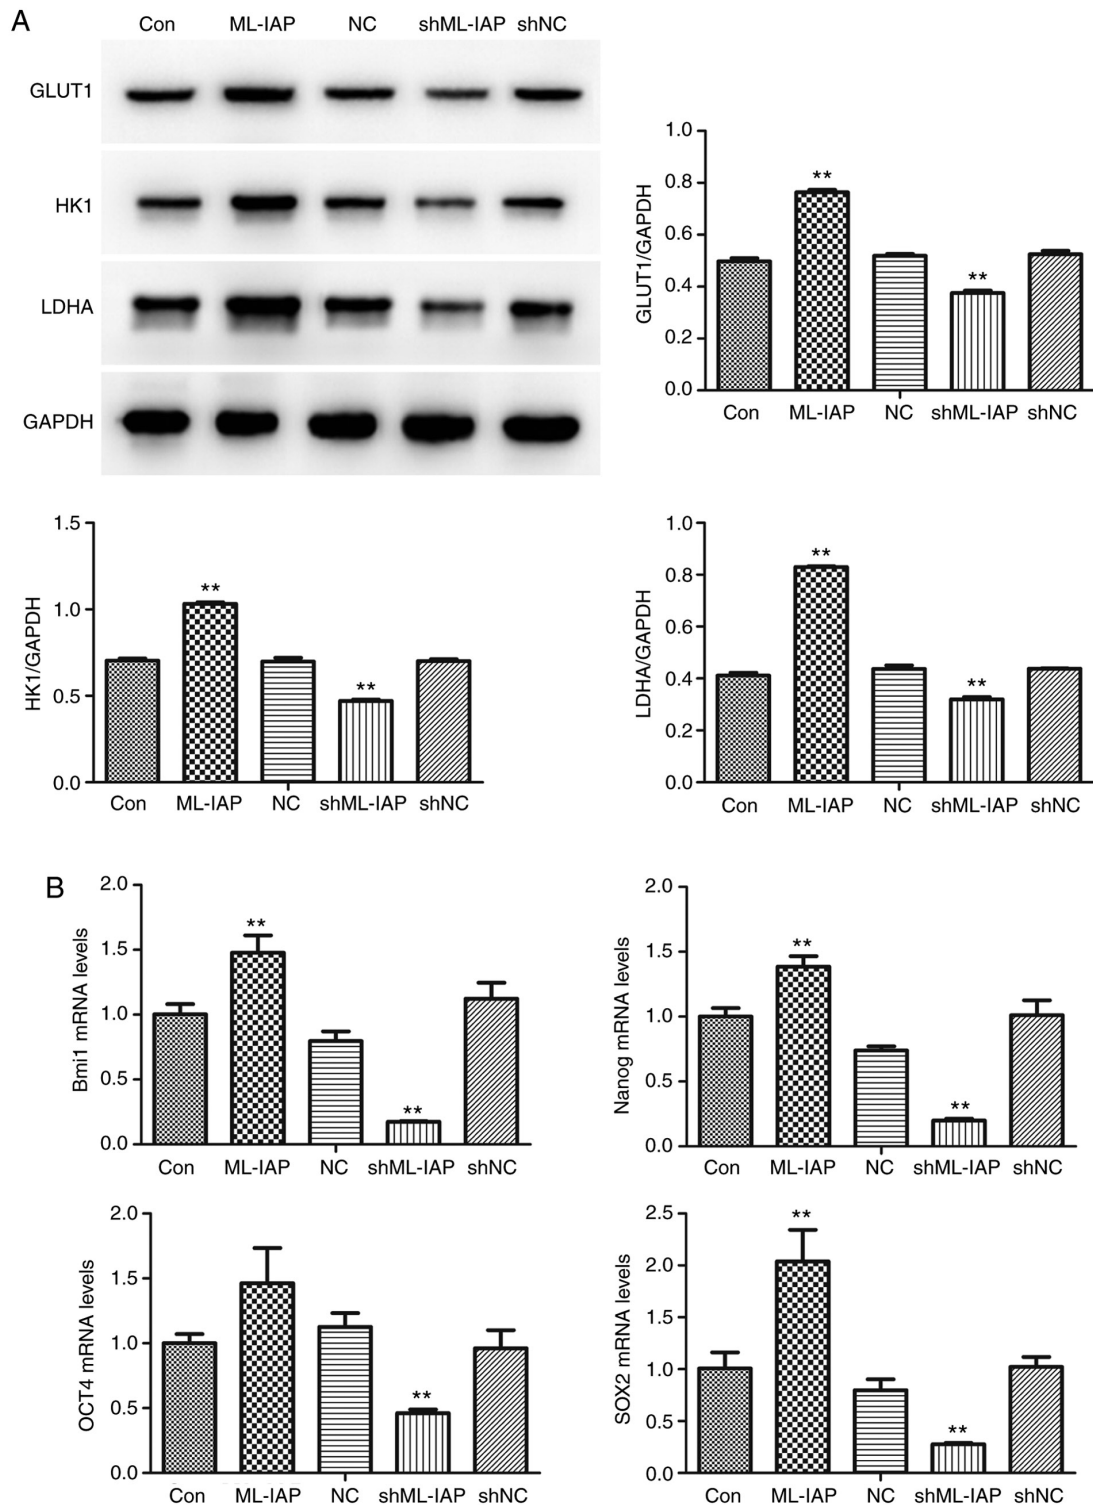 A
Con ML-IAP NC shML-IAP shNC
GLUT1
HK1
LDHA
GAPDH
1.0
0.8
0.6
0.4
0.2
0.0
GLUT1/GAPDH
**
**
Con ML-IAP NC shML-IAP shNC
1.5
1.0
0.5
0.0
HK1/GAPDH
**
**
Con ML-IAP NC shML-IAP shNC
1.0
0.8
0.6
0.4
0.2
0.0
LDHA/GAPDH
**
**
Con ML-IAP NC shML-IAP shNC
B
2.0
1.5
1.0
0.5
0.0
Bmi1 mRNA levels
**
**
Con ML-IAP NC shML-IAP shNC
2.0
1.5
1.0
0.5
0.0
Nanog mRNA levels
**
**
Con ML-IAP NC shML-IAP shNC
2.0
1.5
1.0
0.5
0.0
OCT4 mRNA levels
**
Con ML-IAP NC shML-IAP shNC
2.5
2.0
1.5
1.0
0.5
0.0
SOX2 mRNA levels
**
**
Con ML-IAP NC shML-IAP shNC